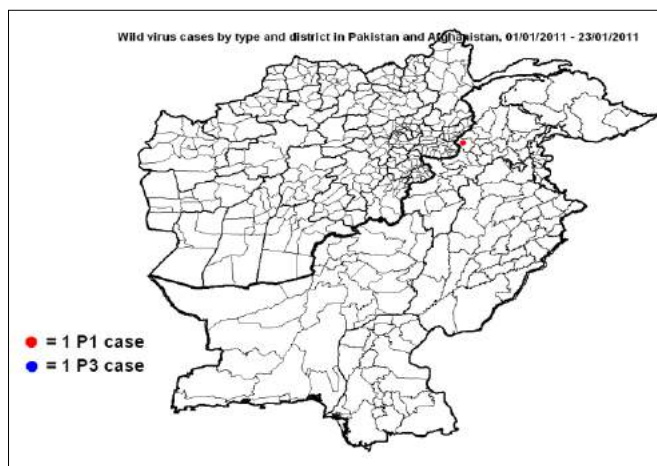 Wild virus cases by type and district in Pakistan and Afghanistan, 01/01/2011 - 23/01/2011
= 1 P1 case
= 1 P3 case